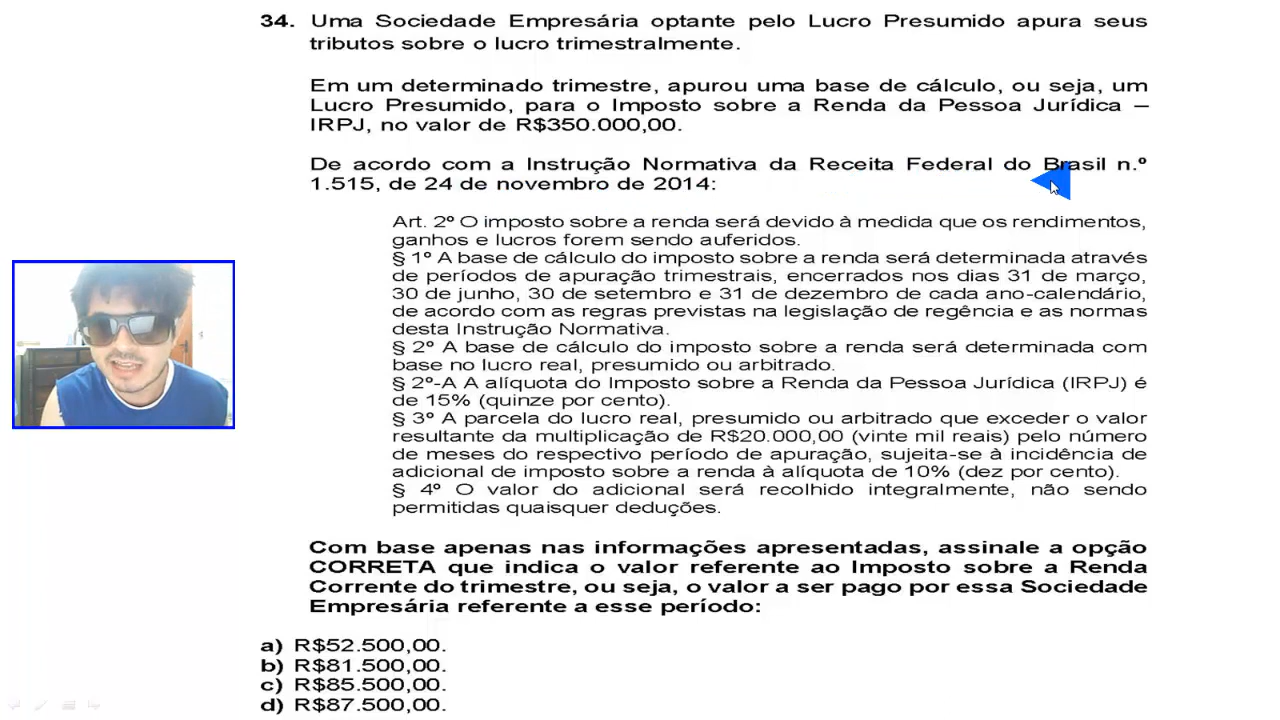 34. Uma Sociedade Empresária optante pelo Lucro Presumido apura seus
tributos sobre o lucro trimestralmente.
Em um determinado trimestre, apurou uma base de cálculo, ou seja, um
Lucro Presumido, para o Imposto sobre a Renda da Pessoa Jurídica –
IRPJ, no valor de R$350.000,00.
De acordo com a Instrução Normativa da Receita Federal do Brasil n.º
1.515, de 24 de novembro de 2014:
Art. 2º O imposto sobre a renda será devido à medida que os rendimentos,
ganhos e lucros forem sendo auferidos.
§ 1º A base de cálculo do imposto sobre a renda será determinada através
de períodos de apuração trimestrais, encerrados nos dias 31 de março,
30 de junho, 30 de setembro e 31 de dezembro de cada ano-calendário,
de acordo com as regras previstas na legislação de regência e as normas
desta Instrução Normativa.
§ 2º A base de cálculo do imposto sobre a renda será determinada com
base no lucro real, presumido ou arbitrado.
§ 2º-A A alíquota do Imposto sobre a Renda da Pessoa Jurídica (IRPJ) é
de 15% (quinze por cento).
§ 3º A parcela do lucro real, presumido ou arbitrado que exceder o valor
resultante da multiplicação de R$20.000,00 (vinte mil reais) pelo número
de meses do respectivo período de apuração, sujeita-se à incidência de
adicional de imposto sobre a renda à alíquota de 10% (dez por cento).
§ 4º O valor do adicional será recolhido integralmente, não sendo
permitidas quaisquer deduções.
Com base apenas nas informações apresentadas, assinale a opção
CORRETA que indica o valor referente ao Imposto sobre a Renda
Corrente do trimestre, ou seja, o valor a ser pago por essa Sociedade
Empresária referente a esse período:
a) R$52.500,00.
b) R$81.500,00.
c) R$85.500,00.
d) R$87.500,00.